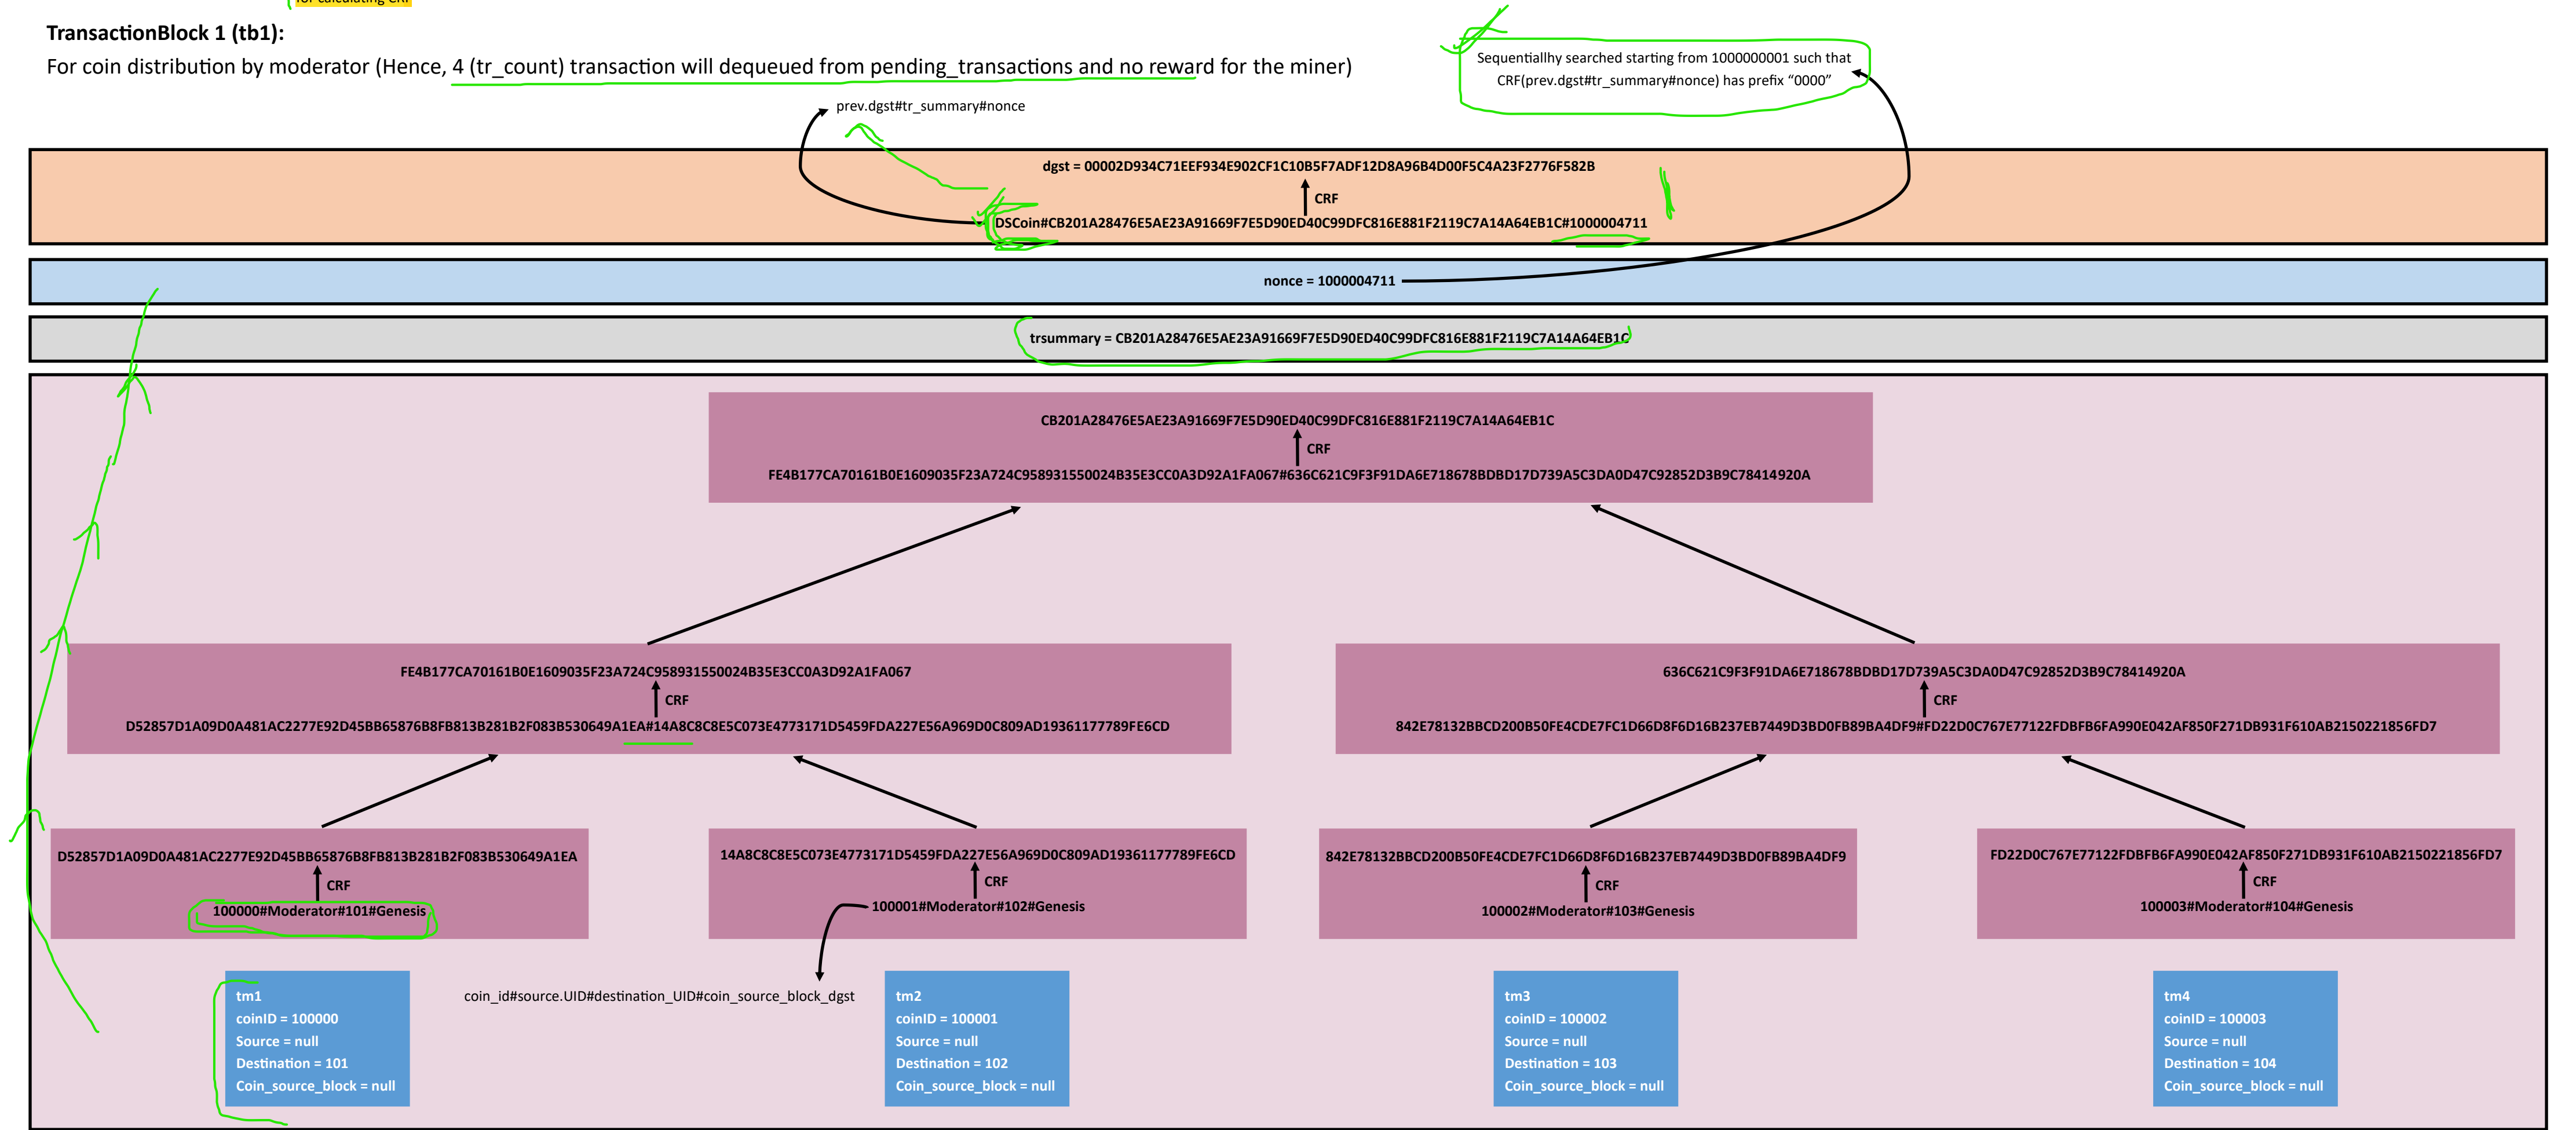 for calculating CRF
TransactionBlock 1 (tb1):
For coin distribution by moderator (Hence, 4 (tr_count) transaction will dequeued from pending_transactions and no reward for the miner)
Sequentiallhy searched starting from 1000000001 such that
CRF(prev.dgst#tr_summary#nonce) has prefix “0000”
prev.dgst#tr_summary#nonce
dgst = 00002D934C71EEF934E902CF1C10B5F7ADF12D8A96B4D00F5C4A23F2776F582B
CRF
DSCoin#CB201A28476E5AE23A91669F7E5D90ED40C99DFC816E881F2119C7A14A64EB1C#1000004711
nonce = 1000004711
trsummary = CB201A28476E5AE23A91669F7E5D90ED40C99DFC816E881F2119C7A14A64EB1C
CB201A28476E5AE23A91669F7E5D90ED40C99DFC816E881F2119C7A14A64EB1C
CRF
FE4B177CA70161B0E1609035F23A724C958931550024B35E3CC0A3D92A1FA067#636C621C9F3F91DA6E718678BDBD17D739A5C3DA0D47C92852D3B9C78414920A
FE4B177CA70161B0E1609035F23A724C958931550024B35E3CC0A3D92A1FA067
CRF
D52857D1A09D0A481AC2277E92D45BB65876B8FB813B281B2F083B530649A1EA#14A8C8C8E5C073E4773171D5459FDA227E56A969D0C809AD19361177789FE6CD
636C621C9F3F91DA6E718678BDBD17D739A5C3DA0D47C92852D3B9C78414920A
CRF
842E78132BBCD200B50FE4CDE7FC1D66D8F6D16B237EB7449D3BD0FB89BA4DF9#FD22D0C767E77122FDBFB6FA990E042AF850F271DB931F610AB2150221856FD7
D52857D1A09D0A481AC2277E92D45BB65876B8FB813B281B2F083B530649A1EA
CRF
100000#Moderator#101#Genesis
14A8C8C8E5C073E4773171D5459FDA227E56A969D0C809AD19361177789FE6CD
CRF
100001#Moderator#102#Genesis
842E78132BBCD200B50FE4CDE7FC1D66D8F6D16B237EB7449D3BD0FB89BA4DF9
CRF
100002#Moderator#103#Genesis
FD22D0C767E77122FDBFB6FA990E042AF850F271DB931F610AB2150221856FD7
CRF
100003#Moderator#104#Genesis
tm1
coinID = 100000
Source = null
Destination = 101
Coin_source_block = null
coin_id#source.UID#destination_UID#coin_source_block_dgst
tm2
coinID = 100001
Source = null
Destination = 102
Coin_source_block = null
tm3
coinID = 100002
Source = null
Destination = 103
Coin_source_block = null
tm4
coinID = 100003
Source = null
Destination = 104
Coin_source_block = null